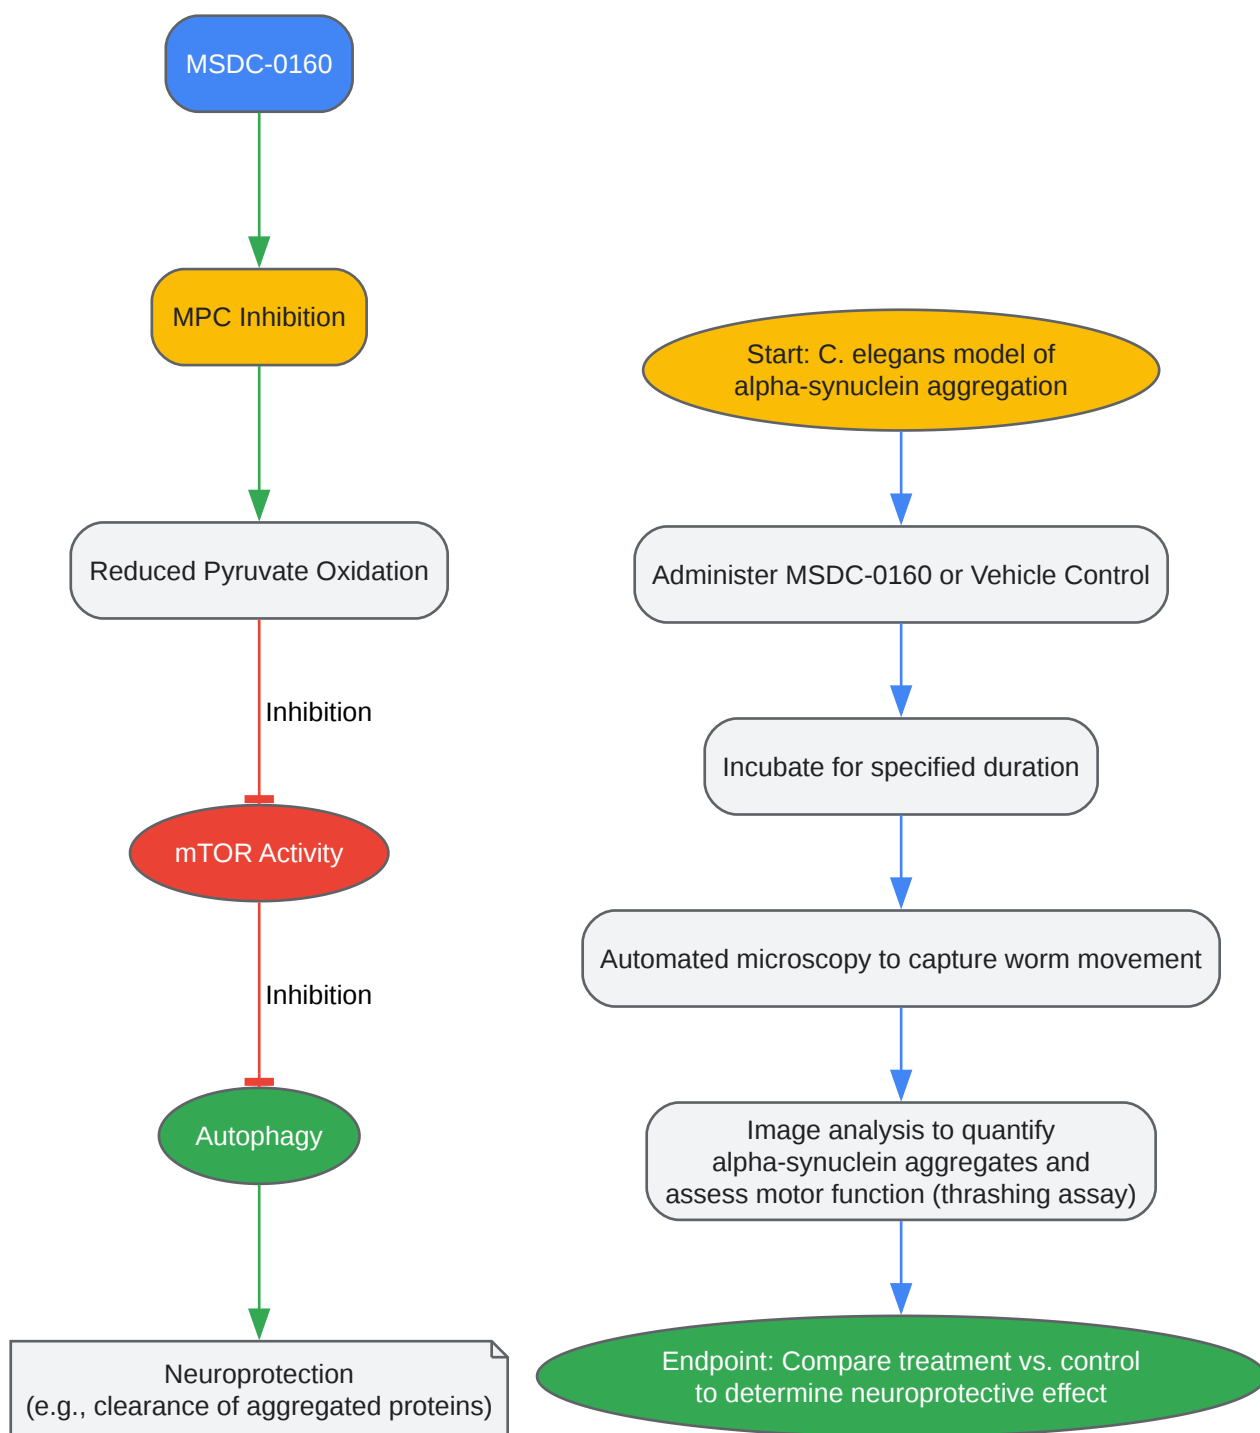 MSDC-0160
MPC Inhibition
Reduced Pyruvate Oxidation
Inhibition
mTOR Activity
Inhibition
Autophagy
Neuroprotection
(e.g., clearance of aggregated proteins)
Start: C. elegans model of
alpha-synuclein aggregation
Administer MSDC-0160 or Vehicle Control
Incubate for specified duration
Automated microscopy to capture worm movement
Image analysis to quantify
alpha-synuclein aggregates and
assess motor function (thrashing assay)
Endpoint: Compare treatment vs. control
to determine neuroprotective effect